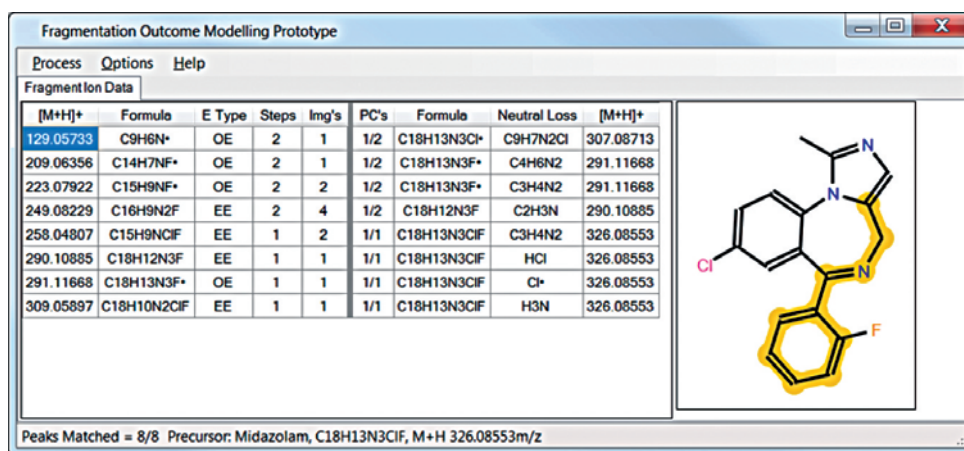 Fragmentation Outcome Modelling Prototype
Process Options Help
Fragment Ion Data
[M+H]+ Formula E Type Steps Img's PC's Formula Neutral Loss [M+H]+
129.05733 C9H6N• OE 2 1 1/2 C18H13N3Cl• C9H7N2Cl 307.08713
209.06356 C14H7NF• OE 2 1 1/2 C18H13N3F• C4H6N2 291.11668
223.07922 C15H9NF• OE 2 2 1/2 C18H13N3F• C3H4N2 291.11668
249.08229 C16H9N2F EE 2 4 1/2 C18H12N3F C2H3N 290.10885
258.04807 C15H9NClF EE 1 2 1/1 C18H13N3ClF C3H4N2 326.08553
290.10885 C18H12N3F EE 1 1 1/1 C18H13N3ClF HCl 326.08553
291.11668 C18H13N3F• OE 1 1 1/1 C18H13N3ClF Cl• 326.08553
309.05897 C18H10N2ClF EE 1 1 1/1 C18H13N3ClF H3N 326.08553
N
N
Cl
N
F
Peaks Matched = 8/8 Precursor: Midazolam, C18H13N3ClF, M+H 326.08553m/z